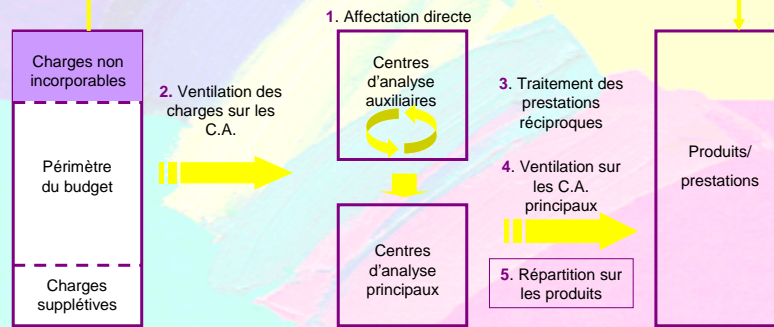 1. Affectation directe
Charges non
incorporables
Périmètre
du budget
Charges
supplétives
2. Ventilation des
charges sur les
C.A.
Centres
d'analyse
auxiliaires
Centres
d'analyse
principaux
3. Traitement des
prestations
réciproques
4. Ventilation sur
les C.A.
principaux
5. Répartition sur
les produits
Produits/
prestations